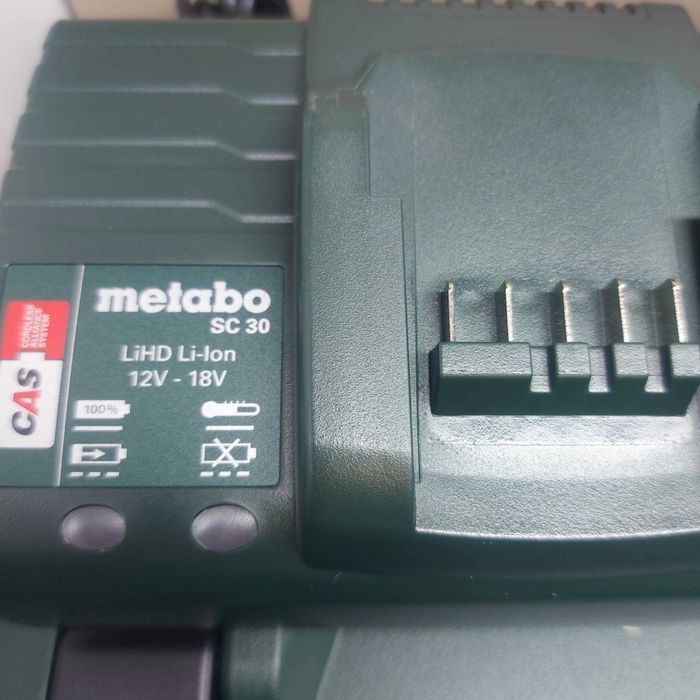 metabo
SC 30
LiHD Li-Ion
12V - 18V
100%
CAS
CORDLESS
ALLIANCE
SYSTEM